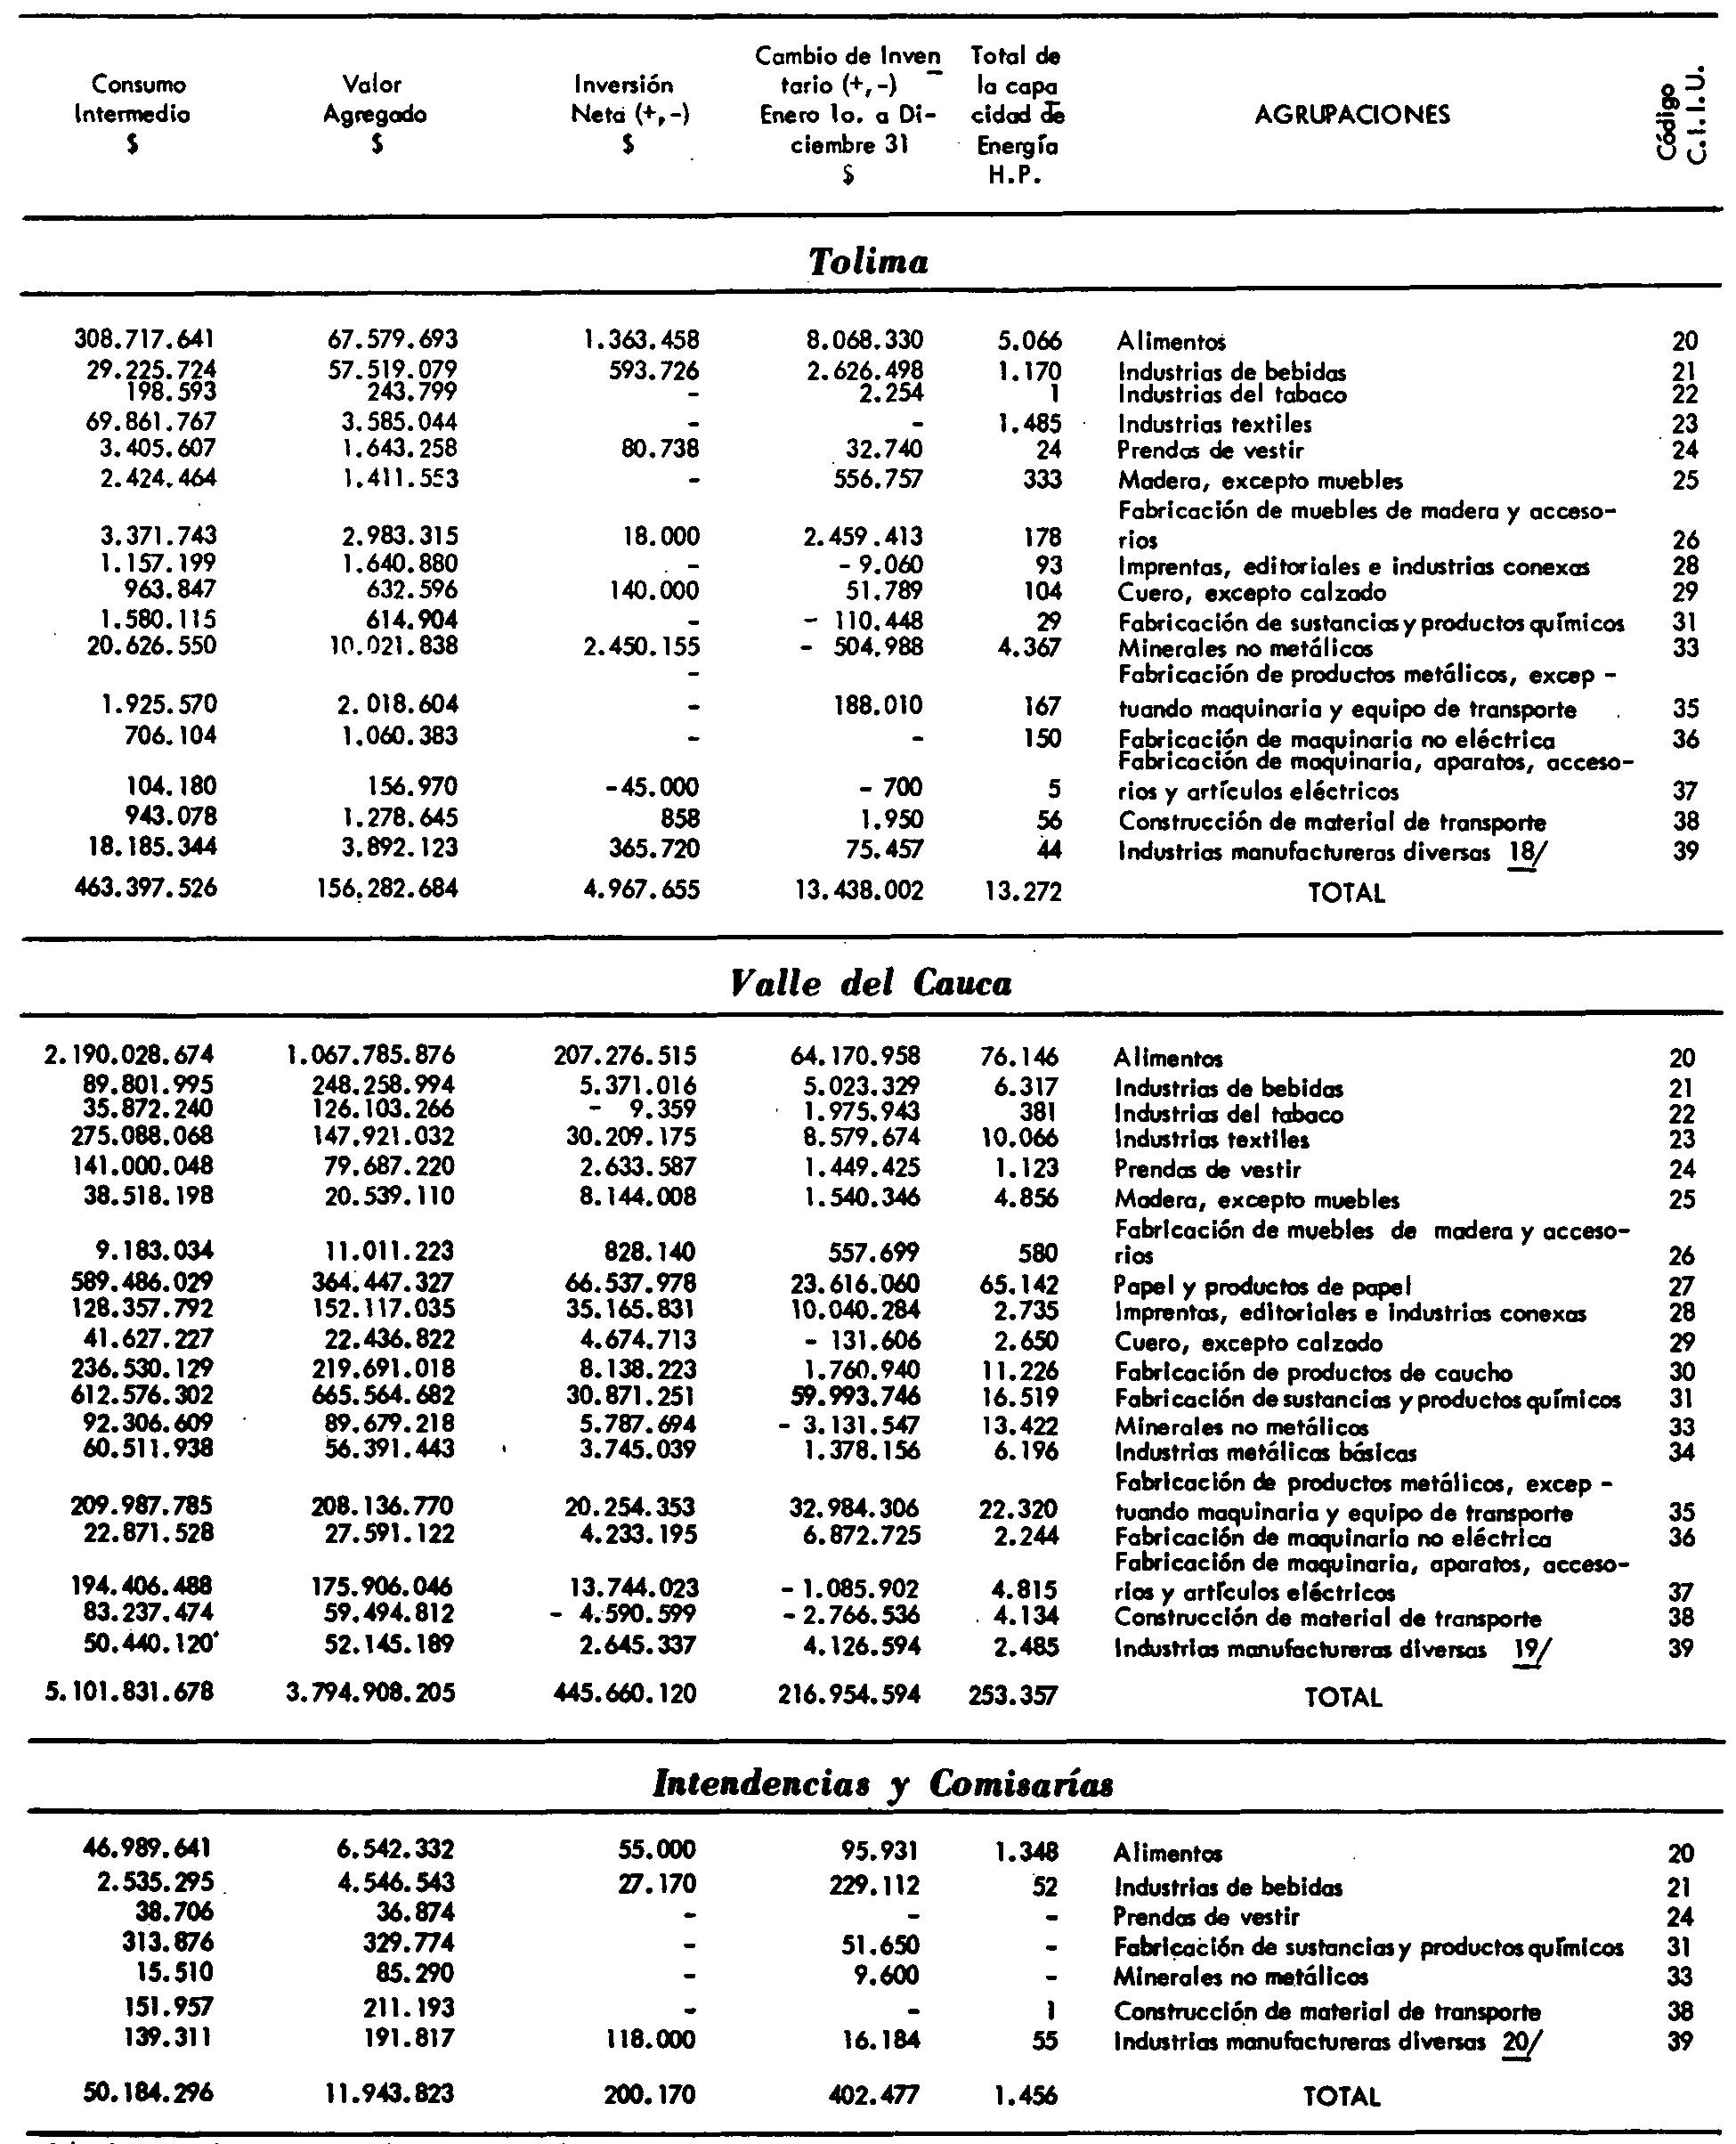 Consumo Intermedio $ Valor Agregado $ Inversión Neta (+,-) $ Cambio de Inven tario (+,-) Enero 1o. a Di- ciembre 31 $ Total de la capa cidad de Energía H.P. AGRUPACIONES Código C.I.I.U.
Tolima
308.717.641 67.579.693 1.363.458 8.068.330 5.066 Alimentos 20
29.225.724 57.519.079 593.726 2.626.498 1.170 Industrias de bebidas 21
198.593 243.799 - 2.254 1 Industrias del tabaco 22
69.861.767 3.585.044 - - 1.485 Industrias textiles 23
3.405.607 1.643.258 80.738 32.740 24 Prendas de vestir 24
2.424.464 1.411.553 - 556.757 333 Madera, excepto muebles 25
Fabricación de muebles de madera y acceso-
3.371.743 2.983.315 18.000 2.459.413 178 rios 26
1.157.199 1.640.880 - - 9.060 93 Imprentas, editoriales e industrias conexas 28
963.847 632.596 140.000 51.789 104 Cuero, excepto calzado 29
1.580.115 614.904 - - 110.448 29 Fabricación de sustancias y productos químicos 31
20.626.550 10.021.838 2.450.155 - 504.988 4.367 Minerales no metálicos 33
- Fabricación de productos metálicos, excep -
1.925.570 2.018.604 - 188.010 167 tuando maquinaria y equipo de transporte 35
706.104 1.060.383 - - 150 Fabricación de maquinaria no eléctrica 36
Fabricación de maquinaria, aparatos, acceso-
104.180 156.970 -45.000 - 700 5 rios y artículos eléctricos 37
943.078 1.278.645 858 1.950 56 Construcción de material de transporte 38
18.185.344 3.892.123 365.720 75.457 44 Industrias manufactureras diversas 18/ 39
463.397.526 156.282.684 4.967.655 13.438.002 13.272 TOTAL
Valle del Cauca
2.190.028.674 1.067.785.876 207.276.515 64.170.958 76.146 Alimentos 20
89.801.995 248.258.994 5.371.016 5.023.329 6.317 Industrias de bebidas 21
35.872.240 126.103.266 - 9.359 1.975.943 381 Industrias del tabaco 22
275.088.068 147.921.032 30.209.175 8.579.674 10.066 Industrias textiles 23
141.000.048 79.687.220 2.633.587 1.449.425 1.123 Prendas de vestir 24
38.518.198 20.539.110 8.144.008 1.540.346 4.856 Madera, excepto muebles 25
Fabricación de muebles de madera y acceso-
9.183.034 11.011.223 828.140 557.699 580 rios 26
589.486.029 364.447.327 66.537.978 23.616.060 65.142 Papel y productos de papel 27
128.357.792 152.117.035 35.165.831 10.040.284 2.735 Imprentas, editoriales e industrias conexas 28
41.627.227 22.436.822 4.674.713 - 131.606 2.650 Cuero, excepto calzado 29
236.530.129 219.691.018 8.138.223 1.760.940 11.226 Fabricación de productos de caucho 30
612.576.302 665.564.682 30.871.251 59.993.746 16.519 Fabricación de sustancias y productos químicos 31
92.306.609 89.679.218 5.787.694 - 3.131.547 13.422 Minerales no metálicos 33
60.511.938 56.391.443 3.745.039 1.378.156 6.196 Industrias metálicas básicas 34
Fabricación de productos metálicos, excep -
209.987.785 208.136.770 20.254.353 32.984.306 22.320 tuando maquinaria y equipo de transporte 35
22.871.528 27.591.122 4.233.195 6.872.725 2.244 Fabricación de maquinaria no eléctrica 36
Fabricación de maquinaria, aparatos, acceso-
194.406.488 175.906.046 13.744.023 - 1.085.902 4.815 rios y artículos eléctricos 37
83.237.474 59.494.812 - 4.590.599 - 2.766.536 4.134 Construcción de material de transporte 38
50.440.120 52.145.189 2.645.337 4.126.594 2.485 Industrias manufactureras diversas 19/ 39
5.101.831.678 3.794.908.205 445.660.120 216.954.594 253.357 TOTAL
Intendencias y Comisarías
46.989.641 6.542.332 55.000 95.931 1.348 Alimentos 20
2.535.295 4.546.543 27.170 229.112 52 Industrias de bebidas 21
38.706 36.874 - - - Prendas de vestir 24
313.876 329.774 - 51.650 - Fabricación de sustancias y productos químicos 31
15.510 85.290 - 9.600 - Minerales no metálicos 33
151.957 211.193 - - 1 Construcción de material de transporte 38
139.311 191.817 118.000 16.184 55 Industrias manufactureras diversas 20/ 39
50.184.296 11.943.823 200.170 402.477 1.456 TOTAL